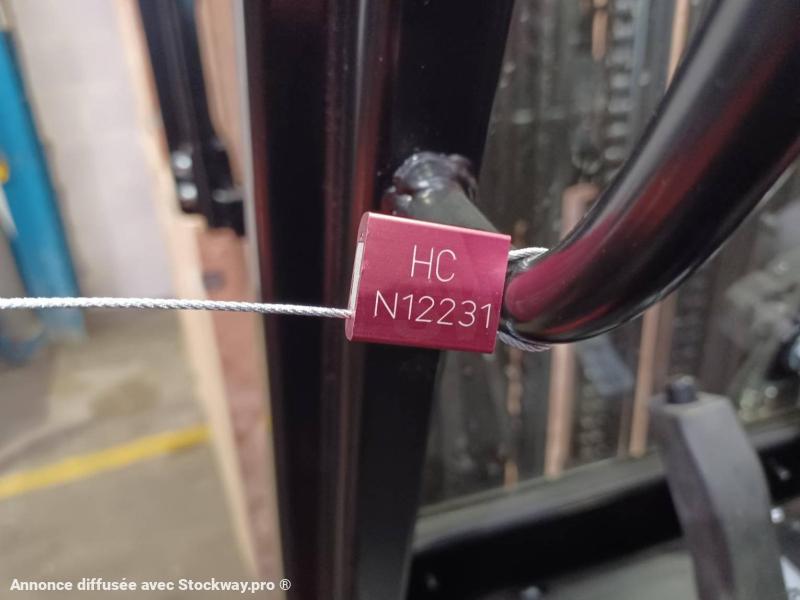 HC
N12231
Annonce diffusée avec Stockway.pro ®